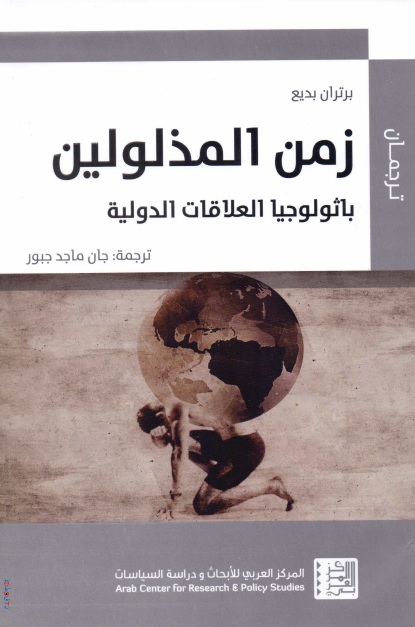 برتران بديع
ترجمان
زمن المذلولين
باثولوجيا العلاقات الدولية
ترجمة: جان ماجد جبور
المركز العربي للأبحاث و دراسة السياسات
Arab Center for Research & Policy Studies